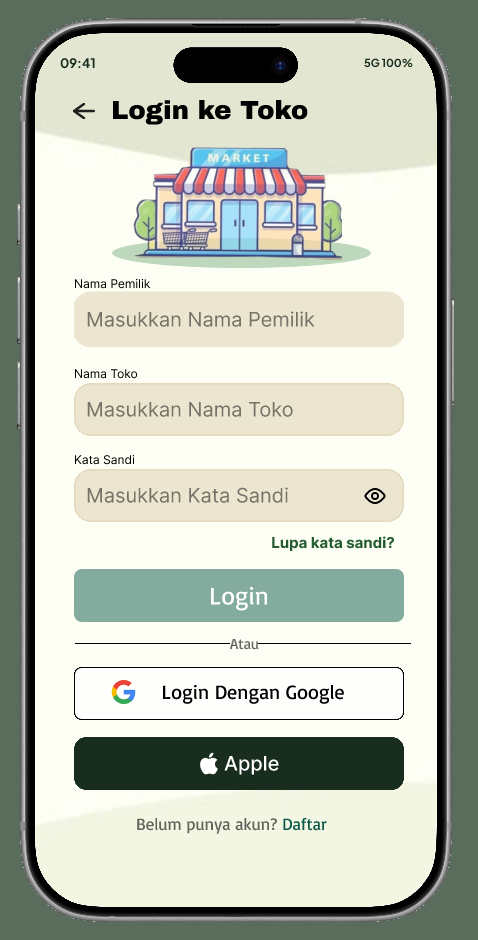 09:41
5G 100%
Login ke Toko
MARKET
Nama Pemilik
Masukkan Nama Pemilik
Nama Toko
Masukkan Nama Toko
Kata Sandi
Masukkan Kata Sandi
Lupa kata sandi?
Login
Atau
Login Dengan Google
Apple
Belum punya akun? Daftar